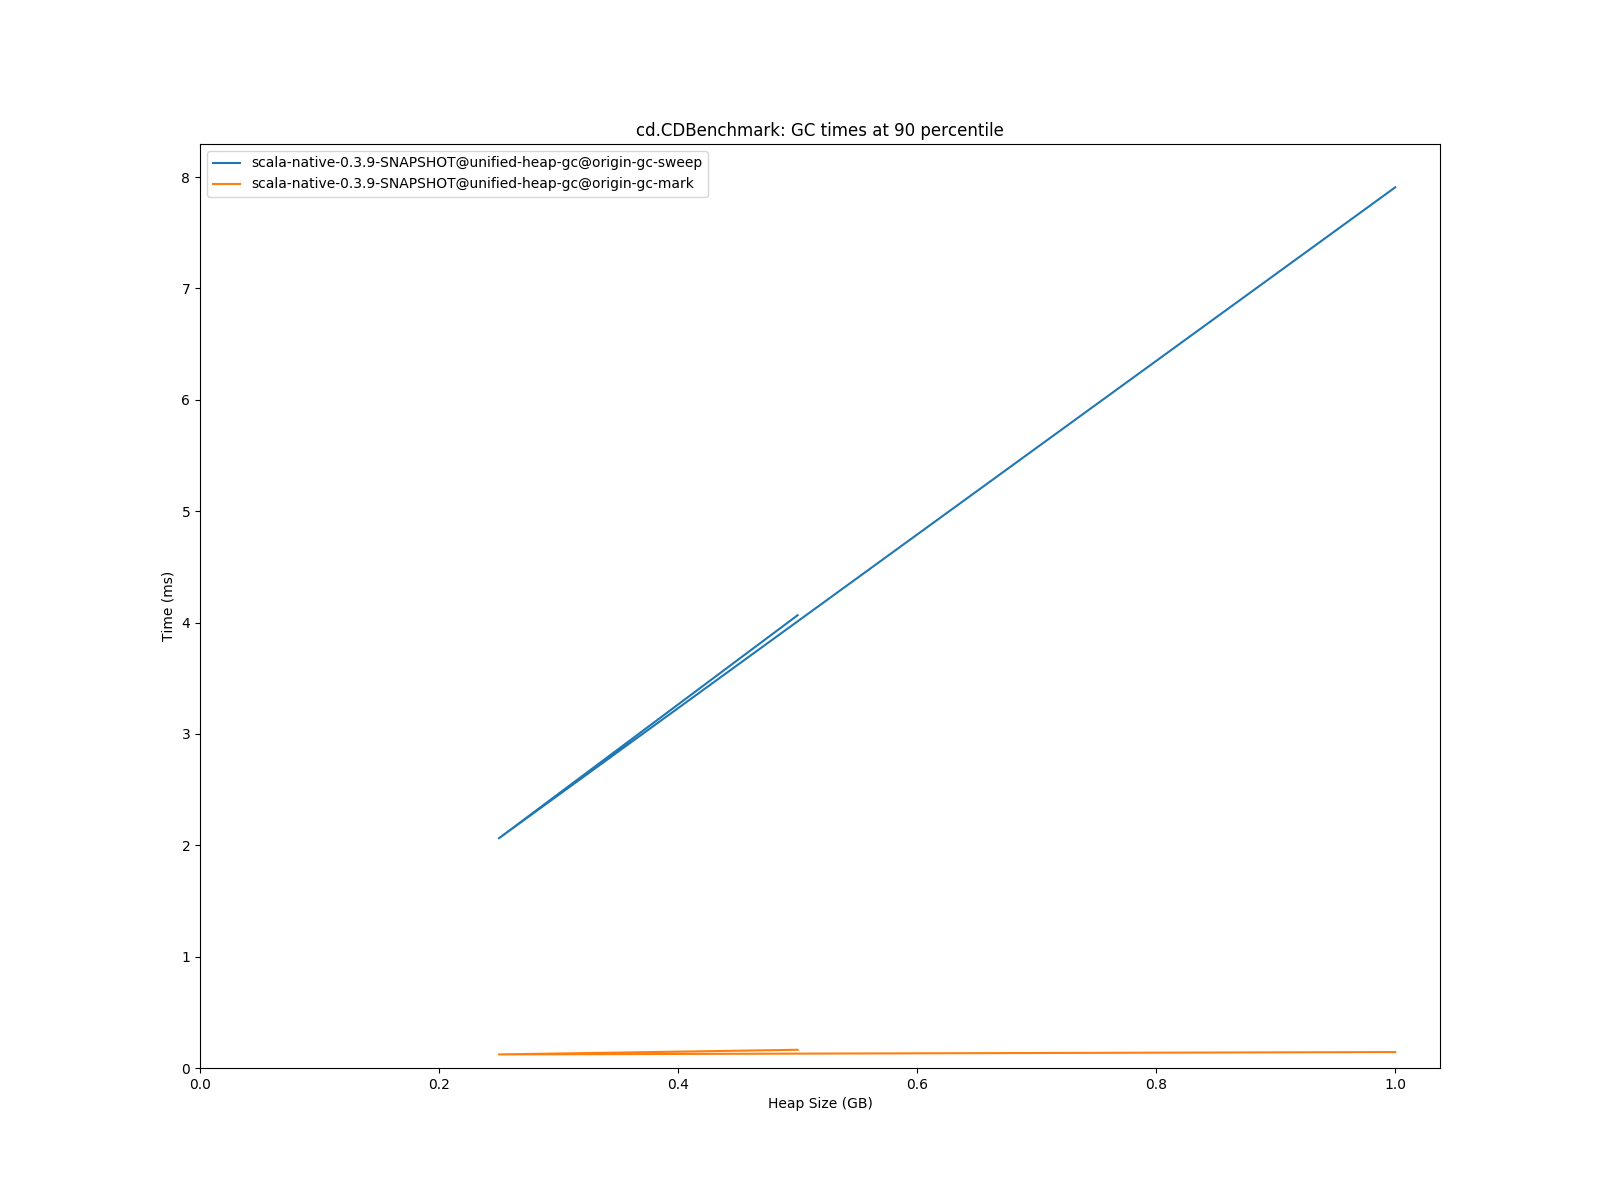 cd.CDBenchmark: GC times at 90 percentile
scala-native-0.3.9-SNAPSHOT@unified-heap-gc@origin-gc-sweep
scala-native-0.3.9-SNAPSHOT@unified-heap-gc@origin-gc-mark
8
7
6
5
4
3
2
1
0
Time (ms)
0.0 0.2 0.4 0.6 0.8 1.0
Heap Size (GB)